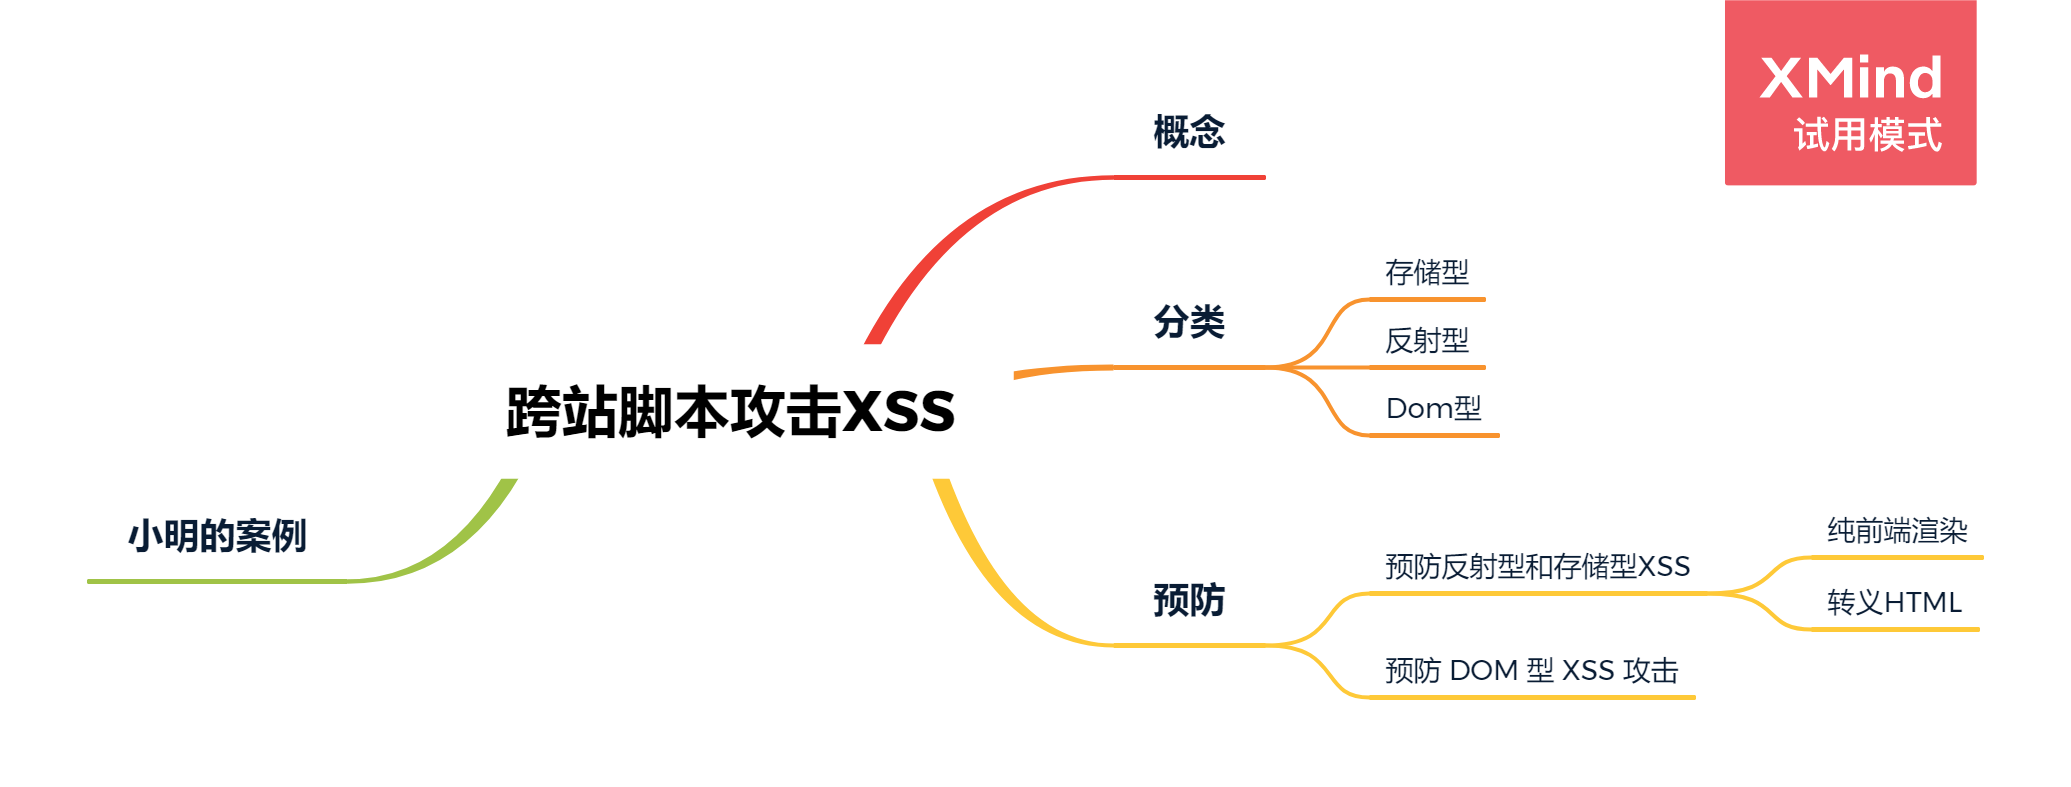 XMind
试用模式
概念
分类
存储型
反射型
Dom型
跨站脚本攻击XSS
小明的案例
预防
预防反射型和存储型XSS
纯前端渲染
转义HTML
预防 DOM 型 XSS 攻击